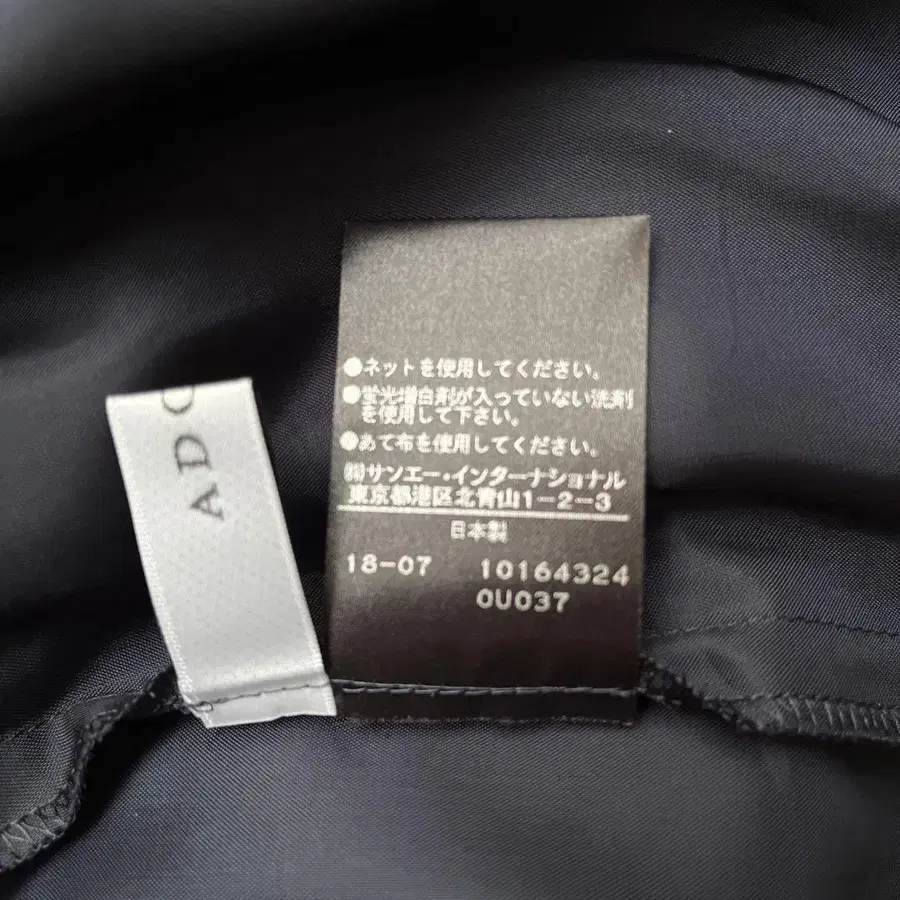 AD
●ネットを使用してください。
●蛍光増白剤が入っていない洗剤
を使用して下さい。
●あて布を使用してください。
㈱サンエー・インターナショナル
東京都港区北青山1-2-3
日本製
18-07 10164324
0U037